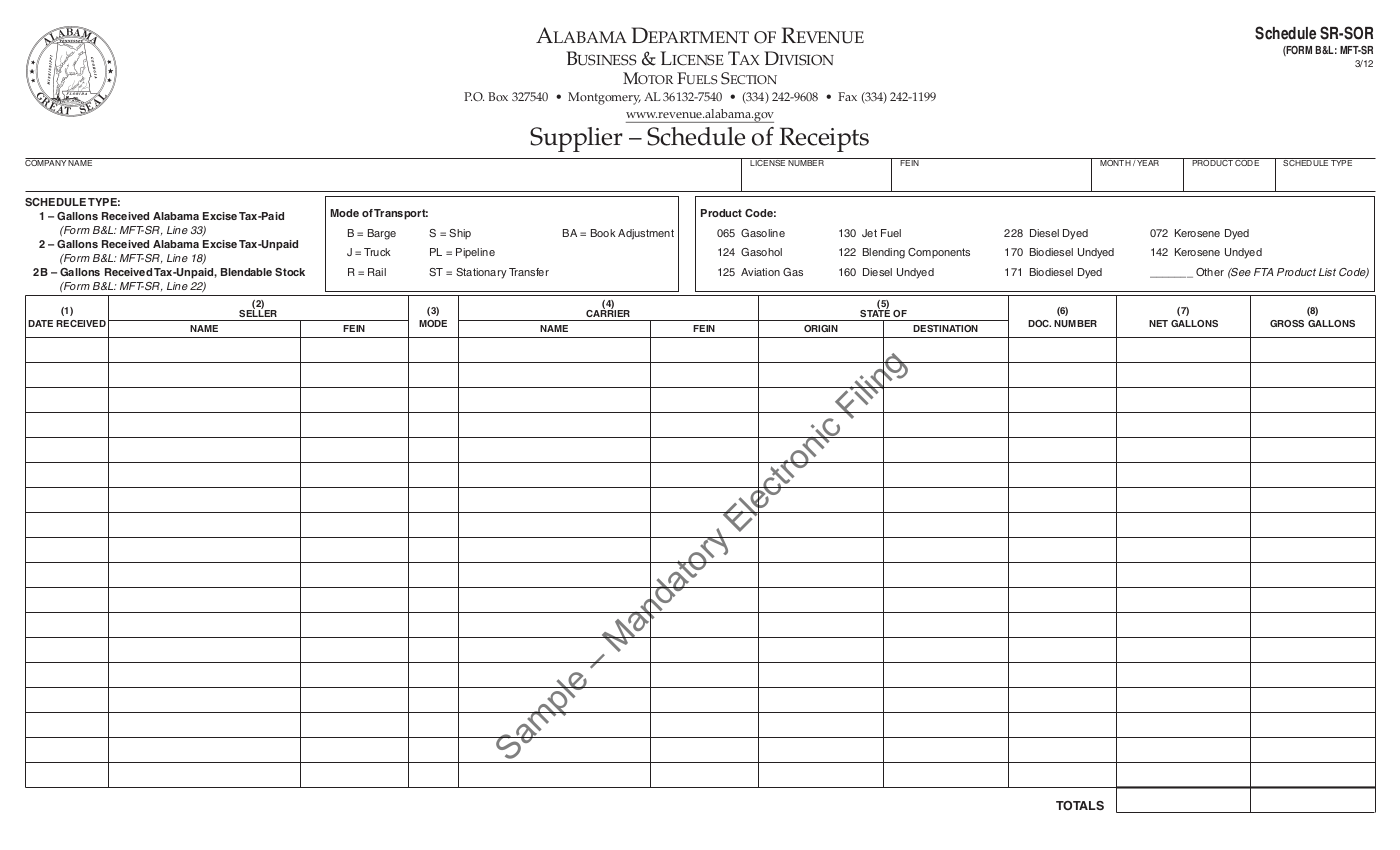 ALABAMA
GREAT SEAL
ALABAMA DEPARTMENT OF REVENUE
BUSINESS & LICENSE TAX DIVISION
MOTOR FUELS SECTION
P.O. Box 327540 • Montgomery, AL 36132-7540 • (334) 242-9608 • Fax (334) 242-1199
www.revenue.alabama.gov
Supplier – Schedule of Receipts
Schedule SR-SOR
(FORM B&L: MFT-SR
3/12
COMPANY NAME LICENSE NUMBER FEIN MONTH / YEAR PRODUCT CODE SCHEDULE TYPE
SCHEDULE TYPE:
1 – Gallons Received Alabama Excise Tax-Paid
(Form B&L: MFT-SR, Line 33)
2 – Gallons Received Alabama Excise Tax-Unpaid
(Form B&L: MFT-SR, Line 18)
2B – Gallons Received Tax-Unpaid, Blendable Stock
(Form B&L: MFT-SR, Line 22)
Mode of Transport:
B = Barge S = Ship BA = Book Adjustment
J = Truck PL = Pipeline
R = Rail ST = Stationary Transfer
Product Code:
065 Gasoline 130 Jet Fuel 228 Diesel Dyed 072 Kerosene Dyed
124 Gasohol 122 Blending Components 170 Biodiesel Undyed 142 Kerosene Undyed
125 Aviation Gas 160 Diesel Undyed 171 Biodiesel Dyed _______ Other (See FTA Product List Code)
(1) (2) (3) (4) (5) (6) (7) (8)
DATE RECEIVED SELLER MODE CARRIER STATE OF DOC. NUMBER NET GALLONS GROSS GALLONS
NAME FEIN NAME FEIN ORIGIN DESTINATION
Sample – Mandatory Electronic Filing
TOTALS